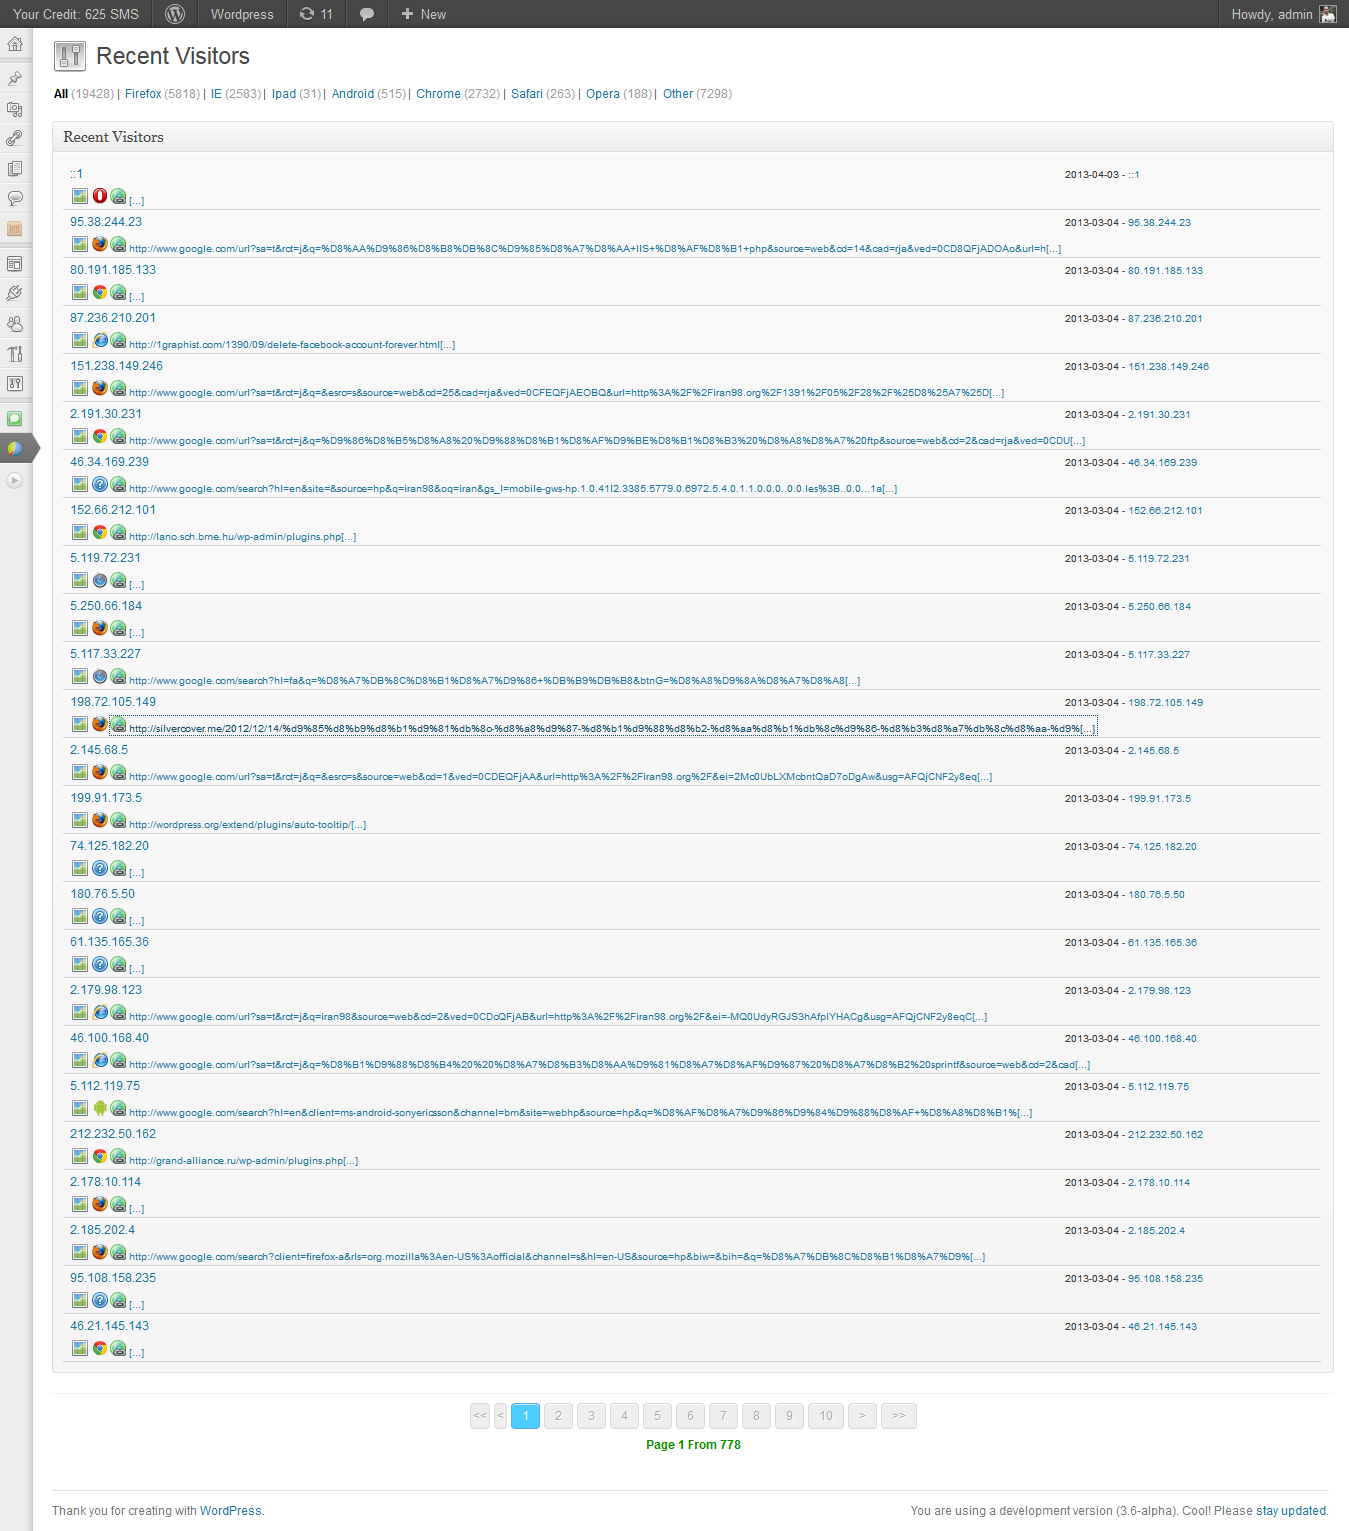 Your Credit: 625 SMS Wordpress 11 New Howdy, admin
Recent Visitors
All (19428) | Firefox (5818) | IE (2583) | Ipad (31) | Android (515) | Chrome (2732) | Safari (263) | Opera (188) | Other (7298)
Recent Visitors
::1 2013-04-03 - ::1
[...]
95.38.244.23 2013-03-04 - 95.38.244.23
http://www.google.com/url?sa=t&rct=j&q=%D8%AA%D9%86%D8%B8%DB%8C%D9%85%D8%A7%D8%AA+IIS+%D8%AF%D8%B1+php&source=web&cd=14&cad=rja&ved=0CD8QFjADOAo&url=h[...]
80.191.185.133 2013-03-04 - 80.191.185.133
[...]
87.236.210.201 2013-03-04 - 87.236.210.201
http://1graphist.com/1390/09/delete-facebook-account-forever.html[...]
151.238.149.246 2013-03-04 - 151.238.149.246
http://www.google.com/url?sa=t&rct=j&q=&esrc=s&source=web&cd=25&cad=rja&ved=0CFEQFjAEOBQ&url=http%3A%2F%2Firan98.org%2F1391%2F05%2F28%2F%25D8%25A7%25D[...]
2.191.30.231 2013-03-04 - 2.191.30.231
http://www.google.com/url?sa=t&rct=j&q=%D9%86%D8%B5%D8%A8%20%D9%88%D8%B1%D8%AF%D9%BE%D8%B1%D8%B3%20%D8%A8%D8%A7%20ftp&source=web&cd=2&cad=rja&ved=0CDU[...]
46.34.169.239 2013-03-04 - 46.34.169.239
http://www.google.com/search?hl=en&site=&source=hp&q=iran98&oq=iran&gs_l=mobile-gws-hp.1.0.41l2.3385.5779.0.6972.5.4.0.1.1.0.0.0..0.0.les%3B..0.0...1a[...]
152.66.212.101 2013-03-04 - 152.66.212.101
http://lano.sch.bme.hu/wp-admin/plugins.php[...]
5.119.72.231 2013-03-04 - 5.119.72.231
[...]
5.250.66.184 2013-03-04 - 5.250.66.184
[...]
5.117.33.227 2013-03-04 - 5.117.33.227
http://www.google.com/search?hl=fa&q=%D8%A7%DB%8C%D8%B1%D8%A7%D9%86+%DB%B9%DB%B8&btnG=%D8%A8%D9%8A%D8%A7%D8%A8[...]
198.72.105.149 2013-03-04 - 198.72.105.149
http://silvercover.me/2012/12/14/%d9%85%d8%b9%d8%b1%d9%81%db%8c-%d8%a8%d9%87-%d8%b1%d9%88%d8%b2-%d8%aa%d8%b1%db%8c%d9%86-%d8%b3%d8%a7%db%8c%d8%aa-%d9%[...]
2.145.68.5 2013-03-04 - 2.145.68.5
http://www.google.com/url?sa=t&rct=j&q=&esrc=s&source=web&cd=1&ved=0CDEQFjAA&url=http%3A%2F%2Firan98.org%2F&ei=2Mc0UbLXMcbntQaD7oDgAw&usg=AFQjCNF2y8eq[...]
199.91.173.5 2013-03-04 - 199.91.173.5
http://wordpress.org/extend/plugins/auto-tooltip/[...]
74.125.182.20 2013-03-04 - 74.125.182.20
[...]
180.76.5.50 2013-03-04 - 180.76.5.50
[...]
61.135.165.36 2013-03-04 - 61.135.165.36
[...]
2.179.98.123 2013-03-04 - 2.179.98.123
http://www.google.com/url?sa=t&rct=j&q=iran98&source=web&cd=2&ved=0CDcQFjAB&url=http%3A%2F%2Firan98.org%2F&ei=-MQ0UdyRGJS3hAfpIYHACg&usg=AFQjCNF2y8eqC[...]
46.100.168.40 2013-03-04 - 46.100.168.40
http://www.google.com/url?sa=t&rct=j&q=%D8%B1%D9%88%D8%B4%20%20%D8%A7%D8%B3%D8%AA%D9%81%D8%A7%D8%AF%D9%87%20%D8%A7%D8%B2%20sprintf&source=web&cd=2&cad[...]
5.112.119.75 2013-03-04 - 5.112.119.75
http://www.google.com/search?hl=en&client=ms-android-sonyericsson&channel=bm&site=webhp&source=hp&q=%D8%AF%D8%A7%D9%86%D9%84%D9%88%D8%AF+%D8%A8%D8%B1%[...]
212.232.50.162 2013-03-04 - 212.232.50.162
http://grand-alliance.ru/wp-admin/plugins.php[...]
2.178.10.114 2013-03-04 - 2.178.10.114
[...]
2.185.202.4 2013-03-04 - 2.185.202.4
http://www.google.com/search?client=firefox-a&rls=org.mozilla%3Aen-US%3Aofficial&channel=s&hl=en-US&source=hp&biw=&bih=&q=%D8%A7%DB%8C%D8%B1%D8%A7%D9%[...]
95.108.158.235 2013-03-04 - 95.108.158.235
[...]
46.21.145.143 2013-03-04 - 46.21.145.143
[...]
<< < 1 2 3 4 5 6 7 8 9 10 > >>
Page 1 From 778
Thank you for creating with WordPress. You are using a development version (3.6-alpha). Cool! Please stay updated.